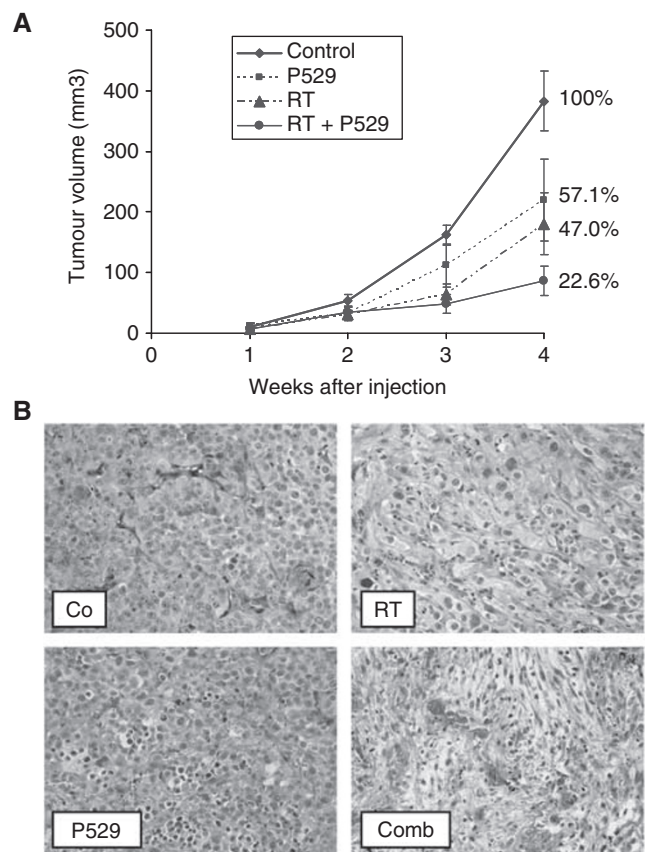 A
Tumour volume (mm3)
500
400
300
200
100
0
Control
P529
RT
RT + P529
100%
57.1%
47.0%
22.6%
0 1 2 3 4
Weeks after injection
B
Co
RT
P529
Comb